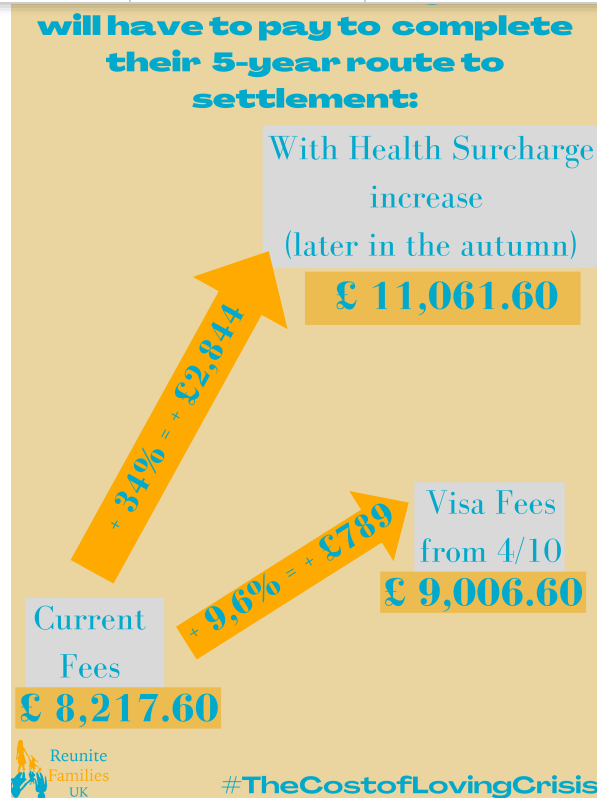 will have to pay to complete
their 5-year route to
settlement:
With Health Surcharge
increase
(later in the autumn)
£ 11,061.60
+ 34% = + £2,844
Visa Fees
from 4/10
£ 9,006.60
+ 9,6% = + £789
Current
Fees
£ 8,217.60
Reunite
Families
UK
#TheCostofLovingCrisis